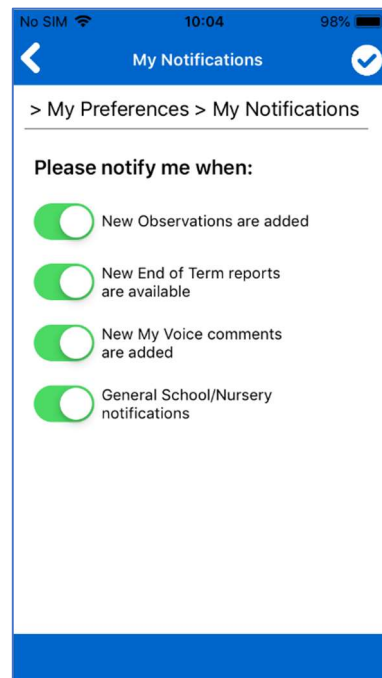 No SIM 10:04 98%
My Notifications
> My Preferences > My Notifications
Please notify me when:
New Observations are added
New End of Term reports
are available
New My Voice comments
are added
General School/Nursery
notifications